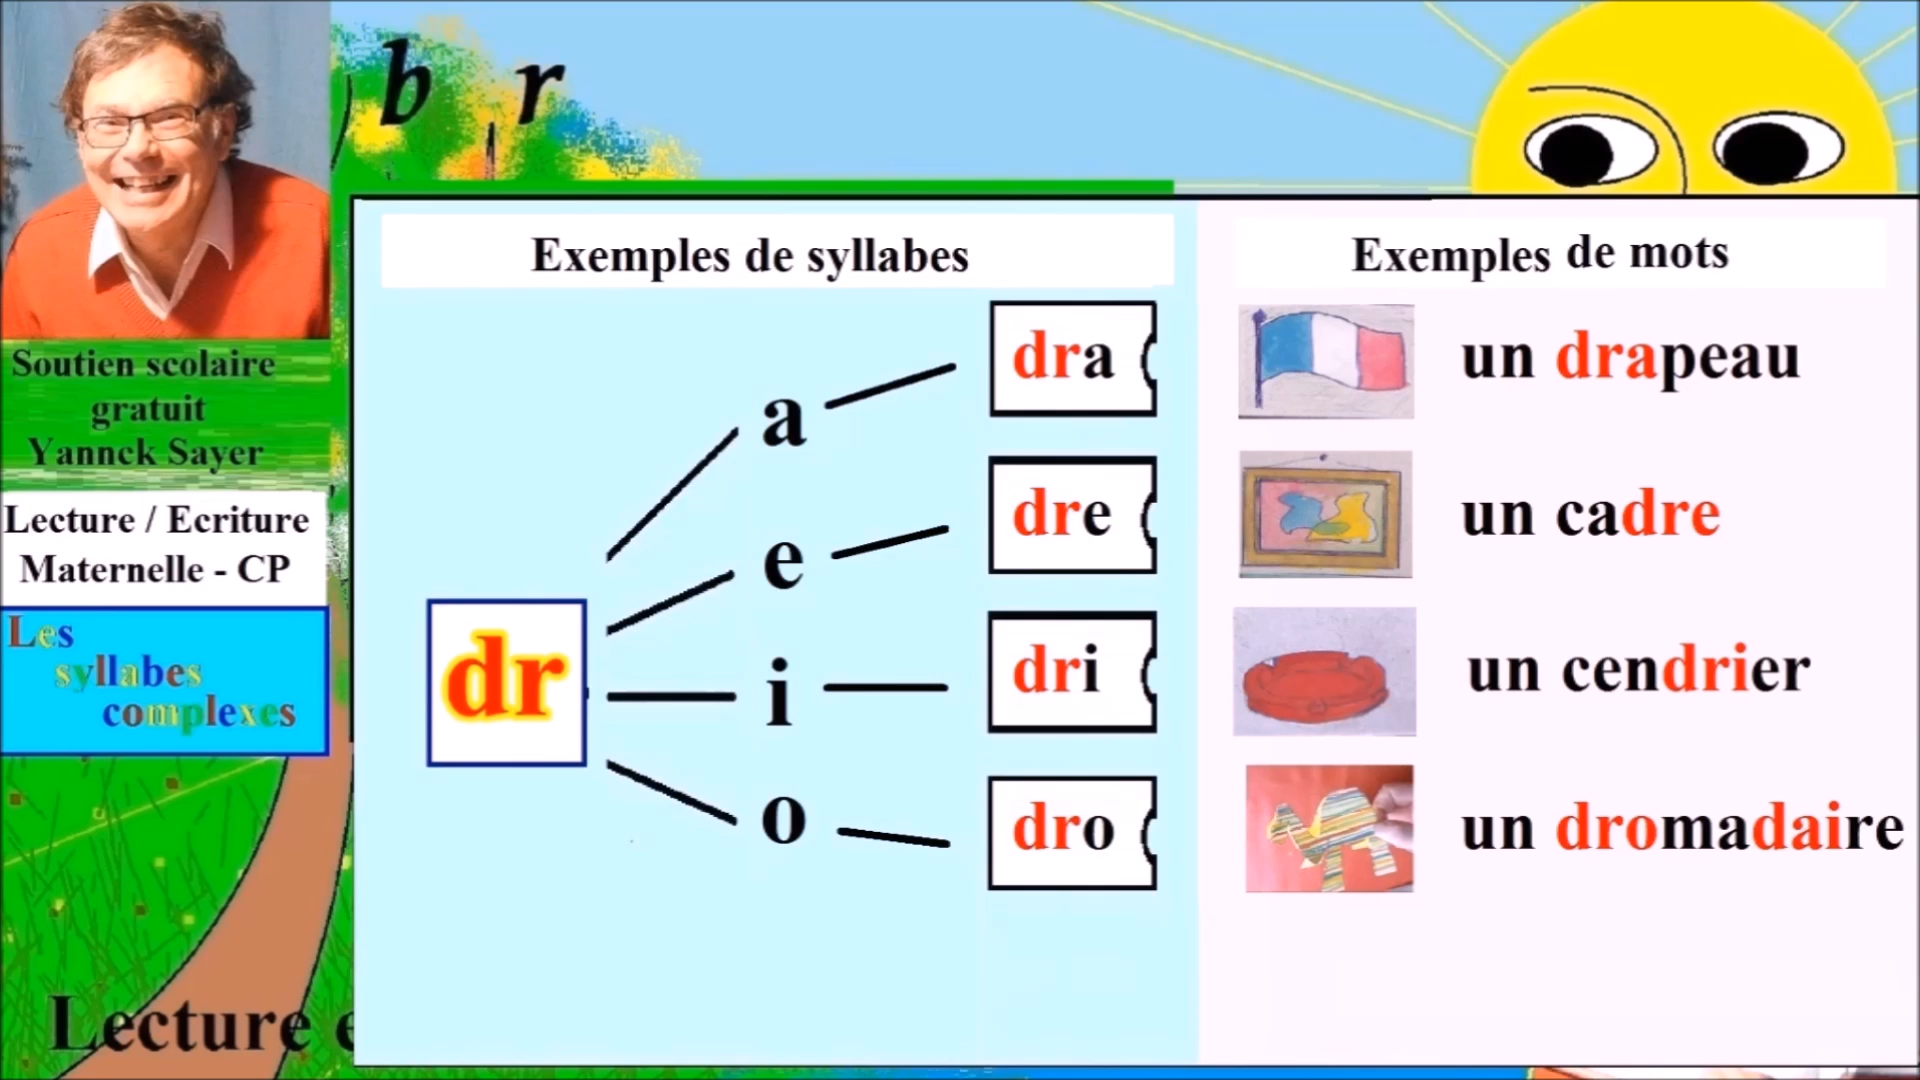 b r
Soutien scolaire
gratuit
Yannck Sayer
Lecture / Ecriture
Maternelle - CP
Les
syllabes
complexes
Lecture e
Exemples de syllabes
dr
a
e
i
o
dra
dre
dri
dro
Exemples de mots
un drapeau
un cadre
un cendrier
un dromadaire